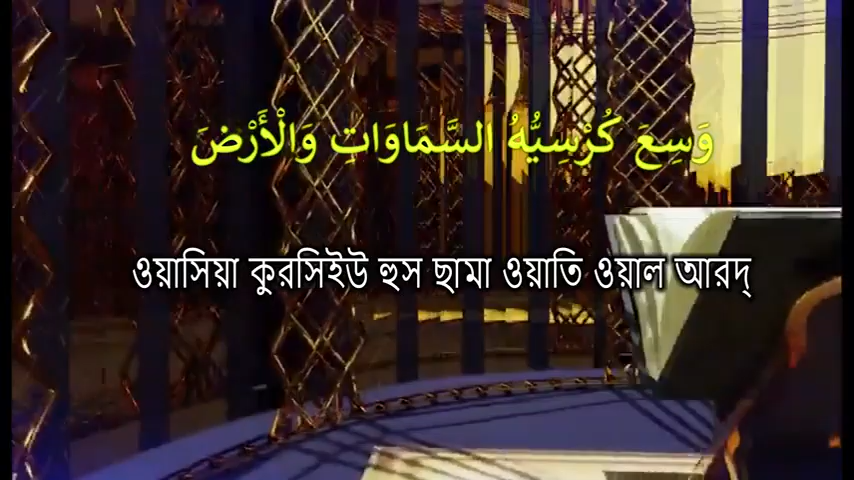 وَسِعَ كُرْسِيُّهُ السَّمَاوَاتِ وَالْأَرْضَ
ওয়াসিয়া কুরসিইউ হুস ছামা ওয়াতি ওয়াল আরদ্